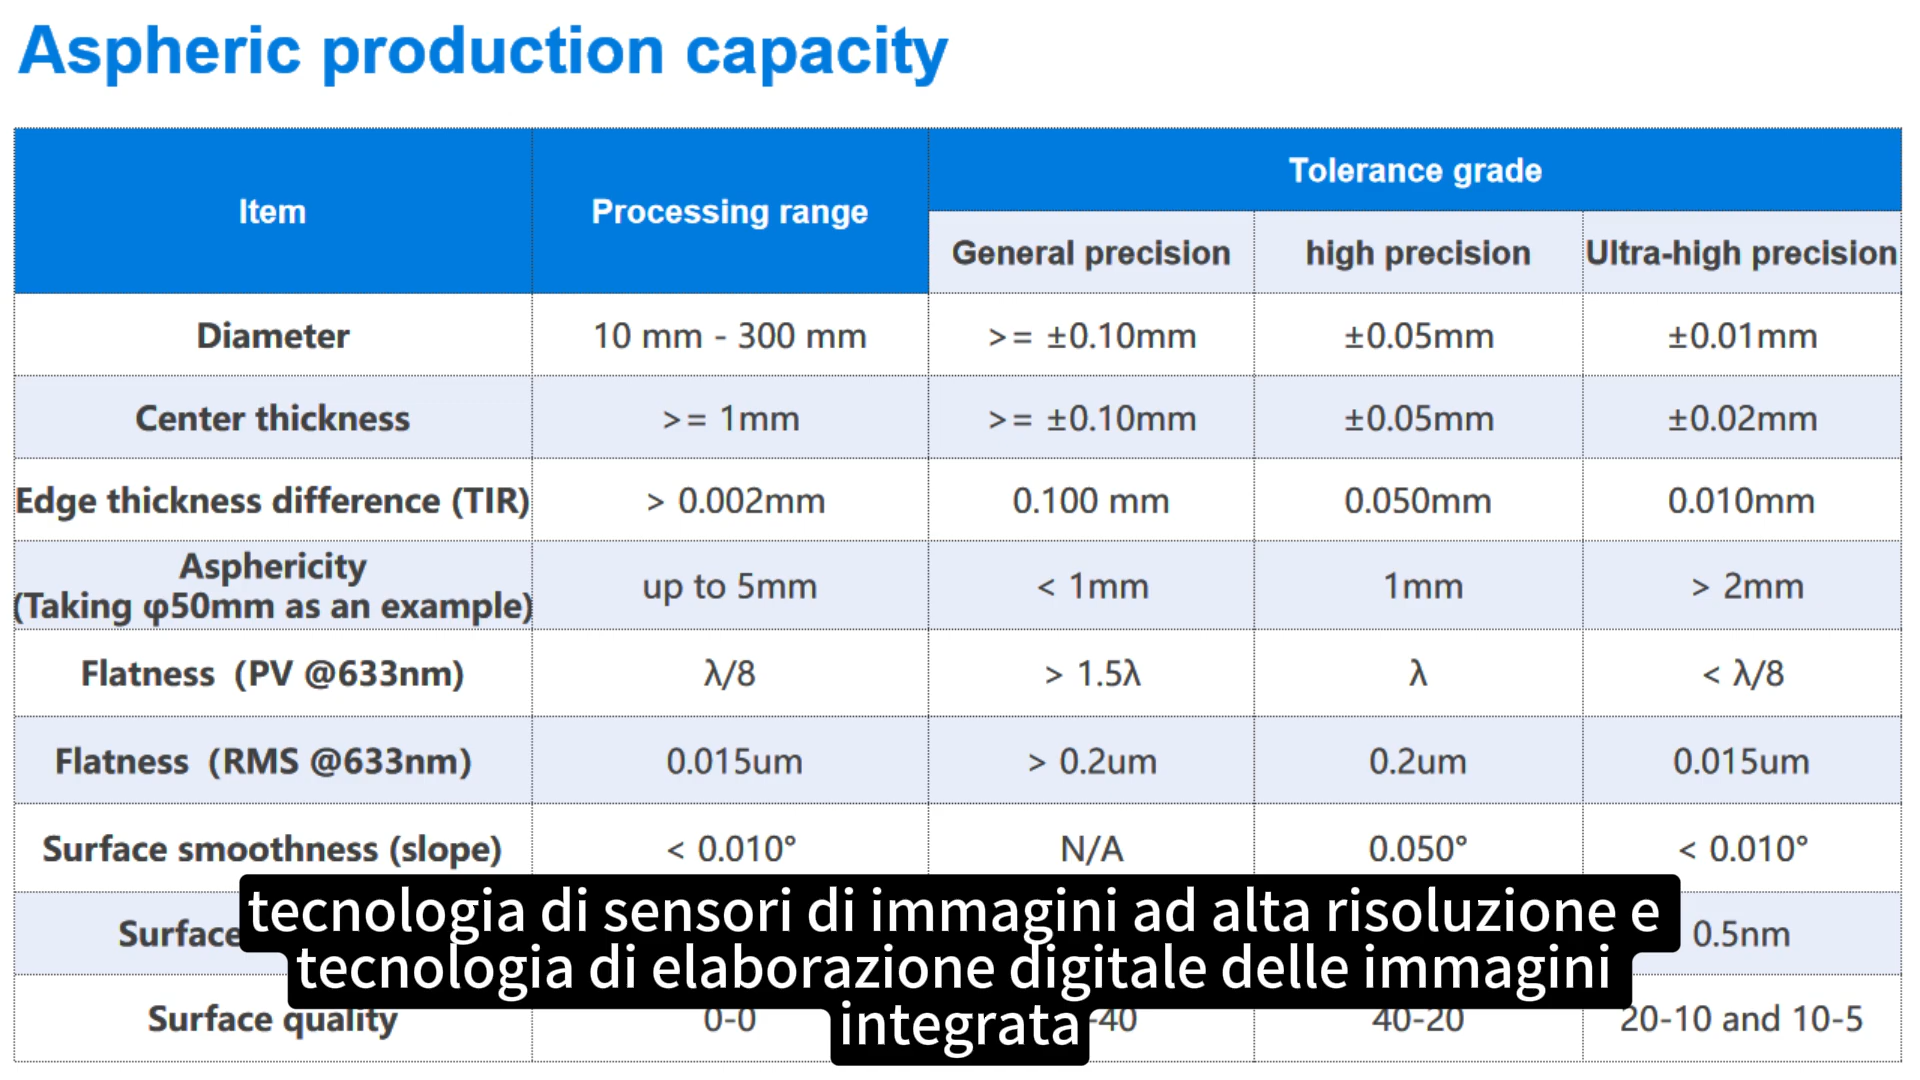 Aspheric production capacity
Item Processing range Tolerance grade
General precision high precision Ultra-high precision
Diameter 10 mm - 300 mm >= ±0.10mm ±0.05mm ±0.01mm
Center thickness >= 1mm >= ±0.10mm ±0.05mm ±0.02mm
Edge thickness difference (TIR) > 0.002mm 0.100 mm 0.050mm 0.010mm
Asphericity
(Taking φ50mm as an example) up to 5mm < 1mm 1mm > 2mm
Flatness (PV @633nm) λ/8 > 1.5λ λ < λ/8
Flatness (RMS @633nm) 0.015um > 0.2um 0.2um 0.015um
Surface smoothness (slope) < 0.010° N/A 0.050° < 0.010°
Surface 0.5nm
Surface quality 0-0 -40 40-20 20-10 and 10-5
tecnologia di sensori di immagini ad alta risoluzione e
tecnologia di elaborazione digitale delle immagini
integrata